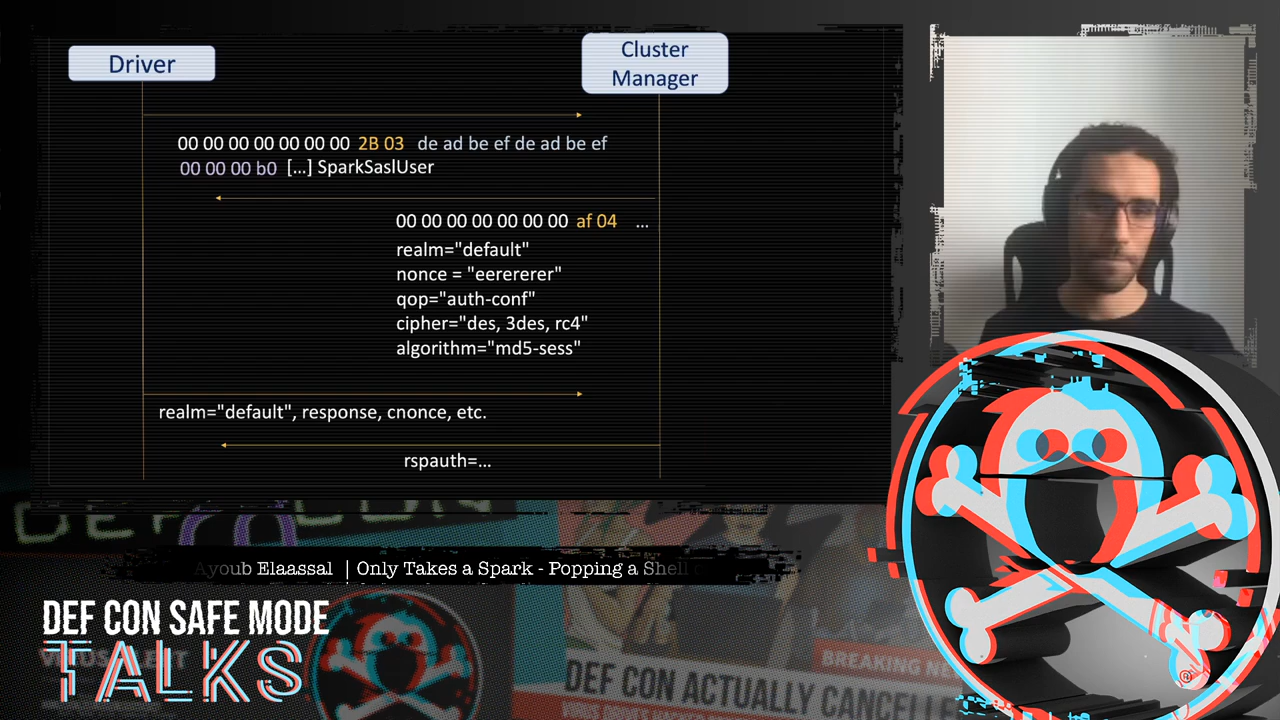 Driver
Cluster
Manager
00 00 00 00 00 00 00 2B 03 de ad be ef de ad be ef
00 00 00 b0 [...] SparkSaslUser
00 00 00 00 00 00 00 af 04 ...
realm="default"
nonce = "eerererer"
qop="auth-conf"
cipher="des, 3des, rc4"
algorithm="md5-sess"
realm="default", response, cnonce, etc.
rspauth=...
DEF CON
Ayoub Elaassal | Only Takes a Spark - Popping a Shell
DEF CON SAFE MODE
TALKS
BREAKING NE
DEF CON ACTUALLY CANCELLE
®